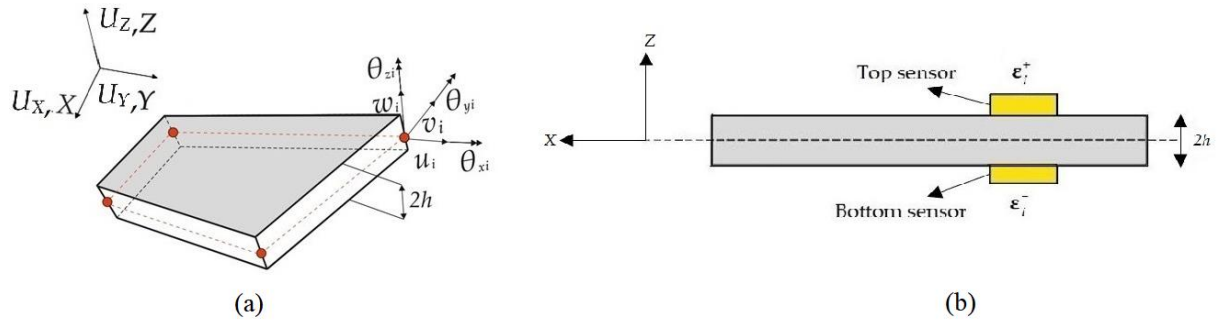 U_Z,Z
U_Y,Y
U_X,X
θ_zi
w_i
θ_yi
v_i
u_i
θ_xi
2h
(a)
Z
X
Top sensor
ε_i^+
2h
Bottom sensor
ε_i^-
(b)